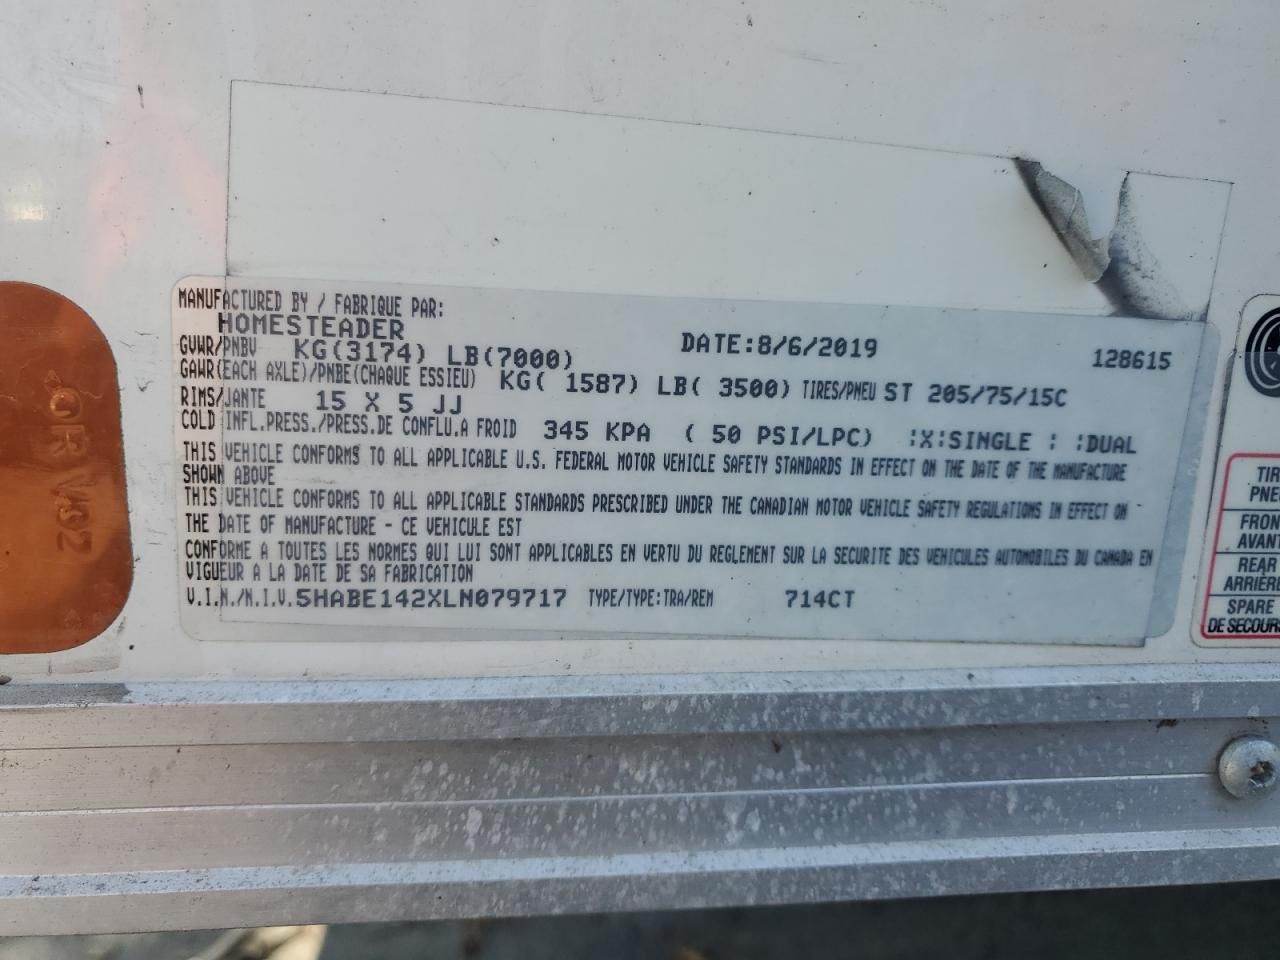 MANUFACTURED BY / FABRIQUE PAR:
HOMESTEADER
DATE:8/6/2019
128615
GVWR/PNBV KG(3174) LB(7000)
GAWR(EACH AXLE)/PNBE(CHAQUE ESSIEU) KG( 1587) LB( 3500) TIRES/PNEU ST 205/75/15C
RIMS/JANTE 15 X 5 JJ
COLD INFL.PRESS./PRESS.DE CONFLU.A FROID 345 KPA ( 50 PSI/LPC) :X:SINGLE : :DUAL
THIS VEHICLE CONFORMS TO ALL APPLICABLE U.S. FEDERAL MOTOR VEHICLE SAFETY STANDARDS IN EFFECT ON THE DATE OF THE MANUFACTURE
SHOWN ABOVE
THIS VEHICLE CONFORMS TO ALL APPLICABLE STANDARDS PRESCRIBED UNDER THE CANADIAN MOTOR VEHICLE SAFETY REGULATIONS IN EFFECT ON -
THE DATE OF MANUFACTURE - CE VEHICULE EST
CONFORME A TOUTES LES NORMES QUI LUI SONT APPLICABLES EN VERTU DU REGLEMENT SUR LA SECURITE DES VEHICULES AUTOMOBILES DU CANADA EN
VIGUEUR A LA DATE DE SA FABRICATION
V.I.N./N.I.V.5HABE142XLN079717 TYPE/TYPE:TRA/REM 714CT
TIR
PNE
FRON
AVANT
REAR
ARRIÈRE
SPARE
DE SECOURS